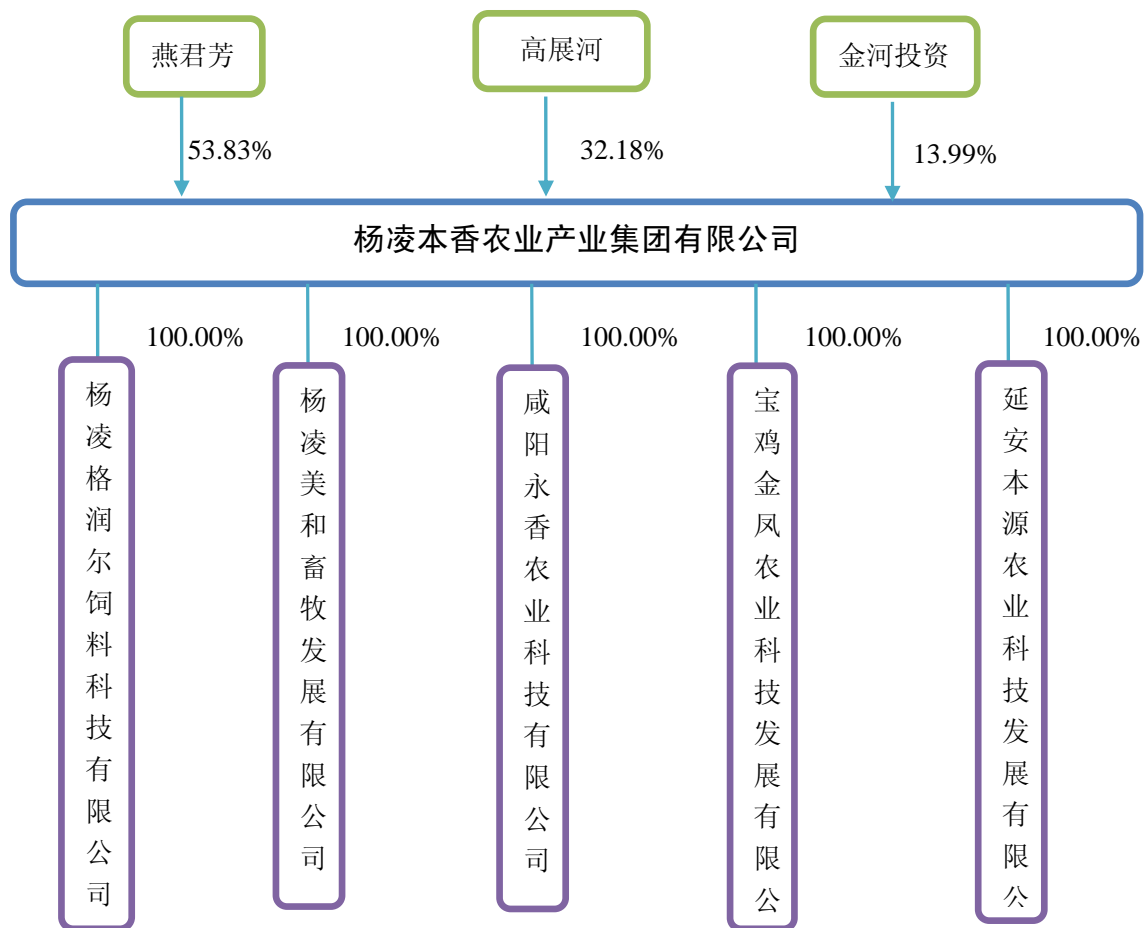 燕君芳
高展河
金河投资
53.83%
32.18%
13.99%
杨凌本香农业产业集团有限公司
100.00%
100.00%
100.00%
100.00%
100.00%
杨凌格润尔饲料科技有限公司
杨凌美和畜牧发展有限公司
咸阳永香农业科技有限公司
宝鸡金凤农业科技发展有限公
延安本源农业科技发展有限公